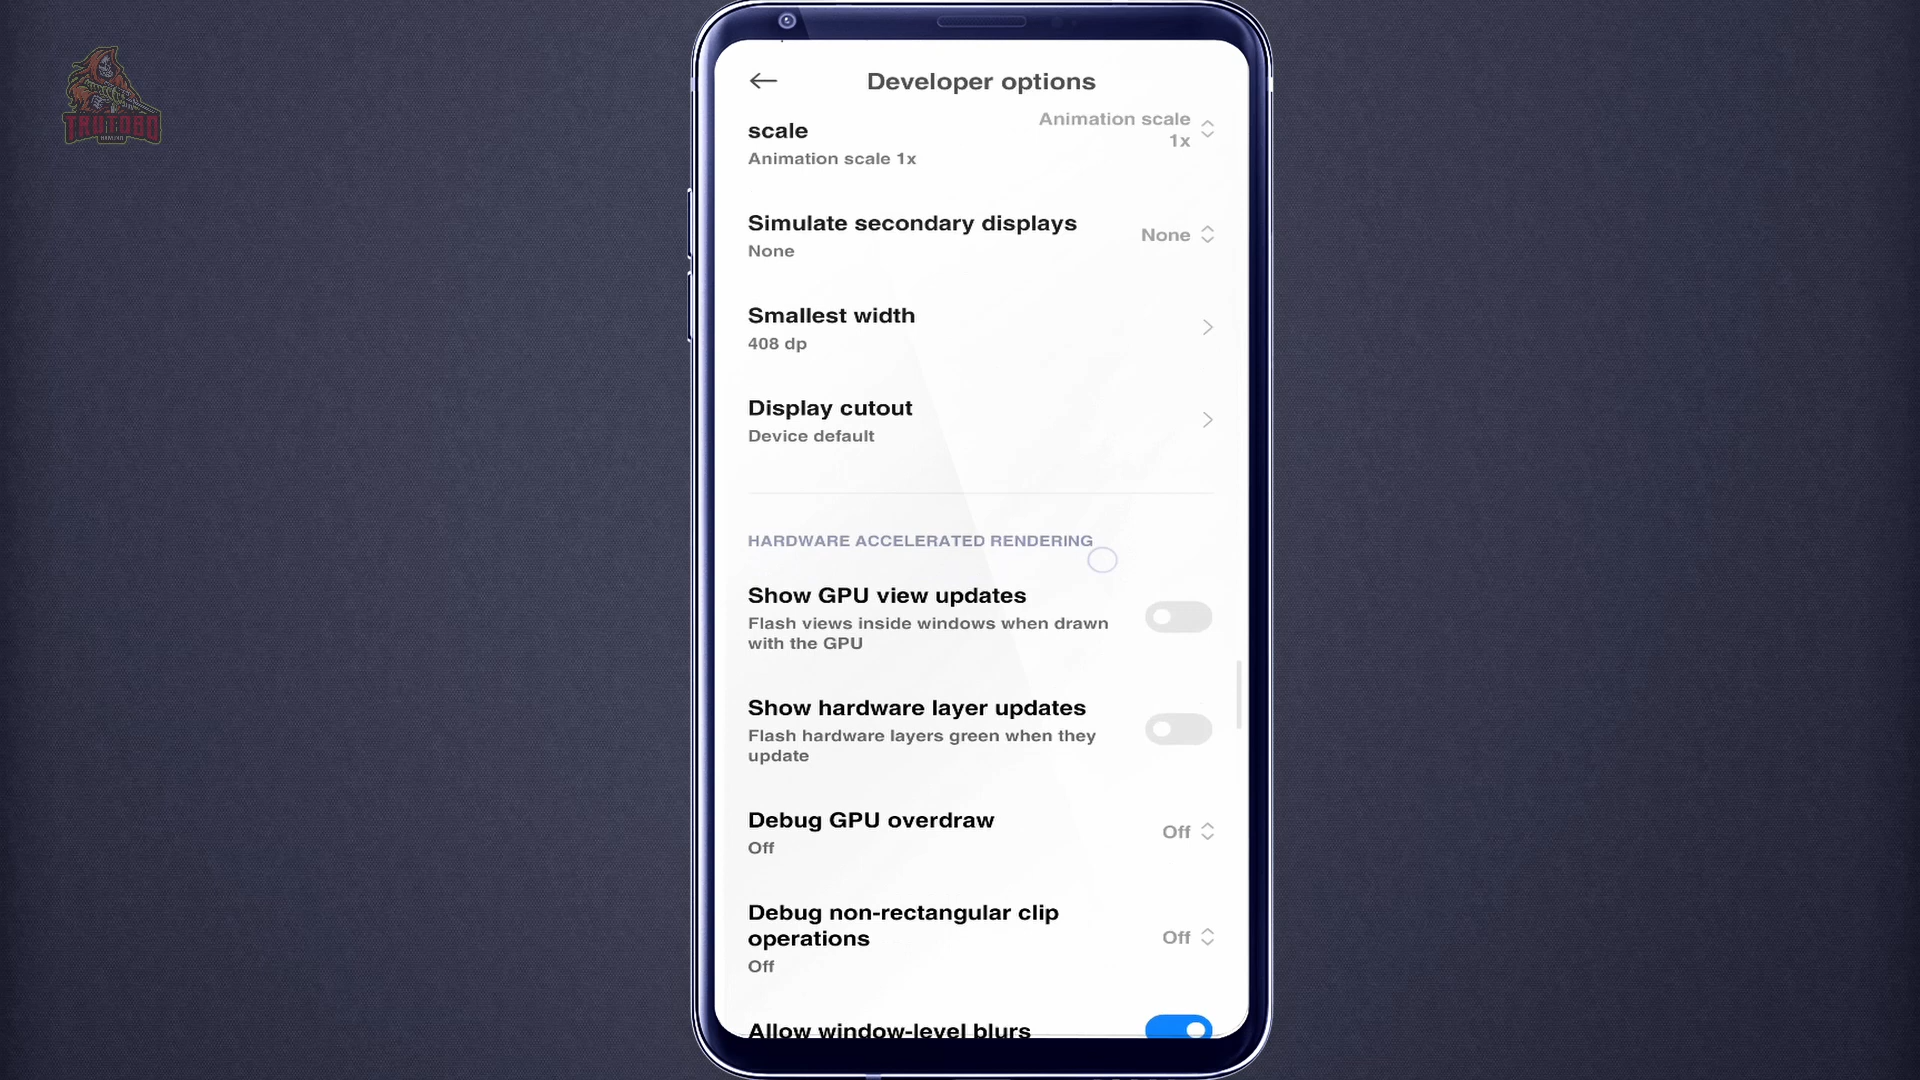 TRUTOBO
GAMING
Developer options
scale
Animation scale 1x
Animation scale
1x
Simulate secondary displays
None
None
Smallest width
408 dp
Display cutout
Device default
HARDWARE ACCELERATED RENDERING
Show GPU view updates
Flash views inside windows when drawn
with the GPU
Show hardware layer updates
Flash hardware layers green when they
update
Debug GPU overdraw
Off
Off
Debug non-rectangular clip
operations
Off
Off
Allow window-level blurs